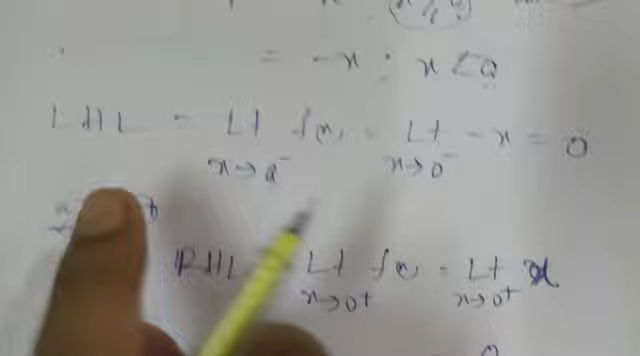 = -x ; x < 0
LHL = Lt f(x) = Lt -x = 0
x→0⁻ x→0⁻
RHL = Lt f(x) = Lt x
x→0+ x→0+